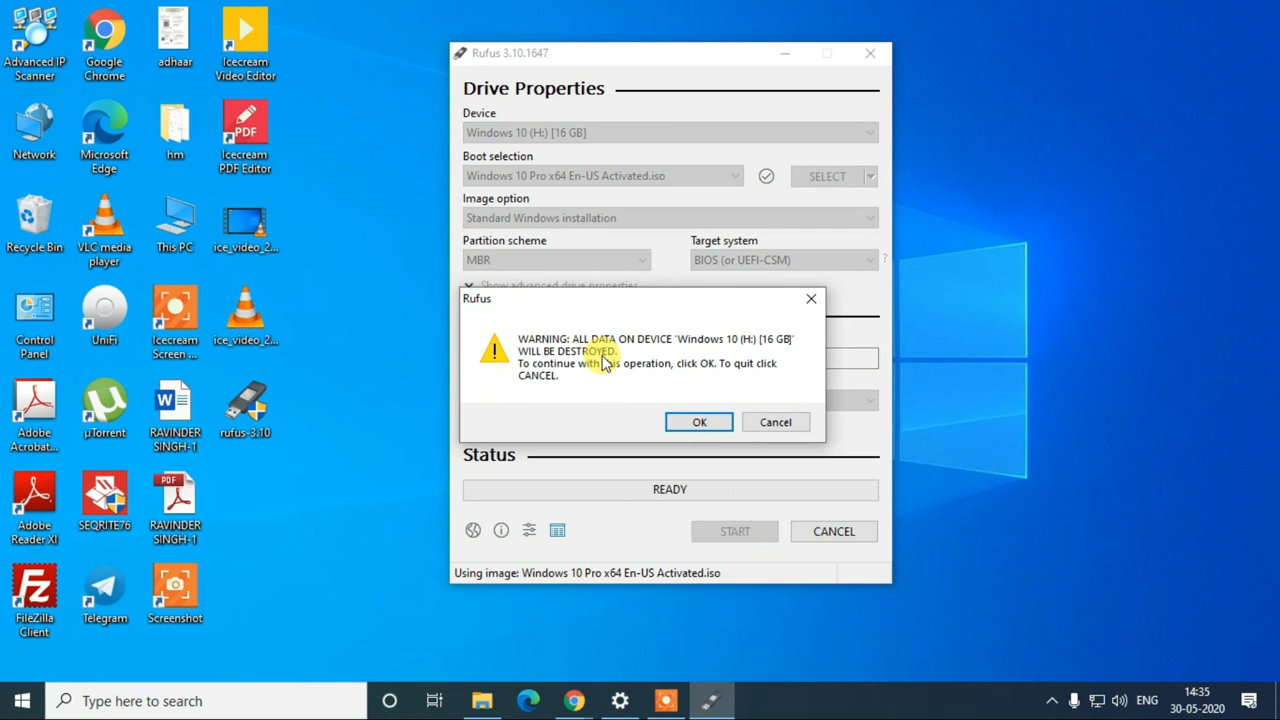 Advanced IP
Scanner
Google
Chrome
adhaar
Icecream
Video Editor
Network
Microsoft
Edge
hm
PDF
Icecream
PDF Editor
Recycle Bin
VLC media
player
This PC
ice_video_2...
Control
Panel
UniFi
Icecream
Screen ...
ice_video_2...
Adobe
Acrobat...
µTorrent
RAVINDER
SINGH-1
rufus-3.10
Adobe
Reader XI
SEQRITE76
PDF
RAVINDER
SINGH-1
FileZilla
Client
Telegram
Screenshot
Rufus 3.10.1647
Drive Properties
Device
Windows 10 (H:) [16 GB]
Boot selection
Windows 10 Pro x64 En-US Activated.iso
SELECT
Image option
Standard Windows installation
Partition scheme
Target system
MBR
BIOS (or UEFI-CSM)
?
Show advanced drive properties
Rufus
WARNING: ALL DATA ON DEVICE 'Windows 10 (H:) [16 GB]'
WILL BE DESTROYED.
To continue with this operation, click OK. To quit click
CANCEL.
OK
Cancel
Status
READY
START
CANCEL
Using image: Windows 10 Pro x64 En-US Activated.iso
Type here to search
ENG
14:35
30-05-2020